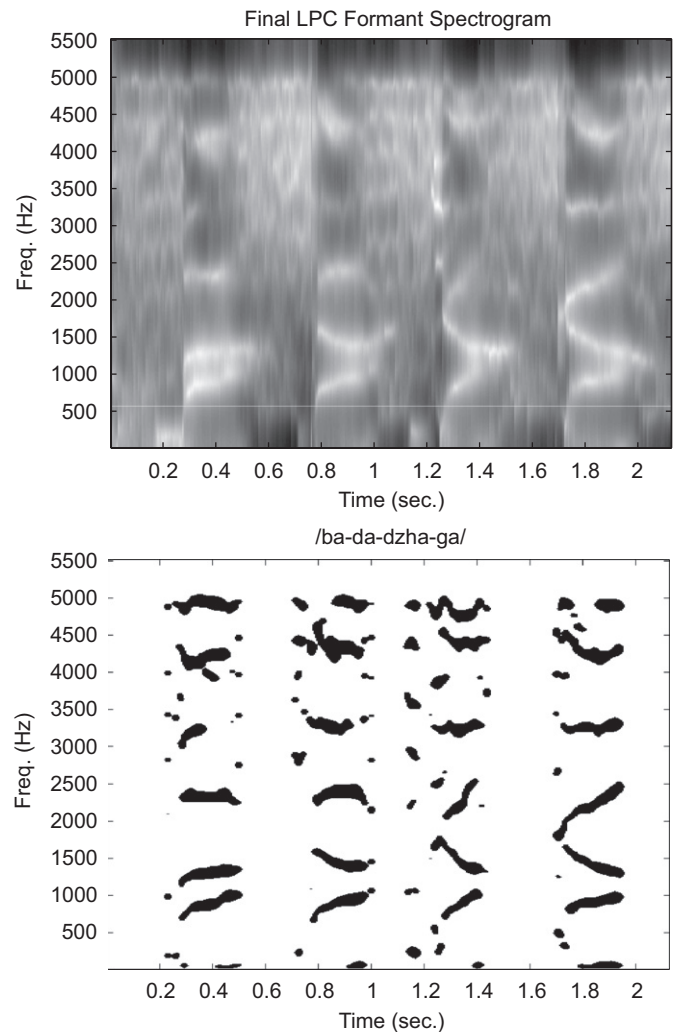 Final LPC Formant Spectrogram
5500
5000
4500
4000
3500
3000
2500
2000
1500
1000
500
Freq. (Hz)
0.2 0.4 0.6 0.8 1 1.2 1.4 1.6 1.8 2
Time (sec.)
/ba-da-dzha-ga/
5500
5000
4500
4000
3500
3000
2500
2000
1500
1000
500
Freq. (Hz)
0.2 0.4 0.6 0.8 1 1.2 1.4 1.6 1.8 2
Time (sec.)